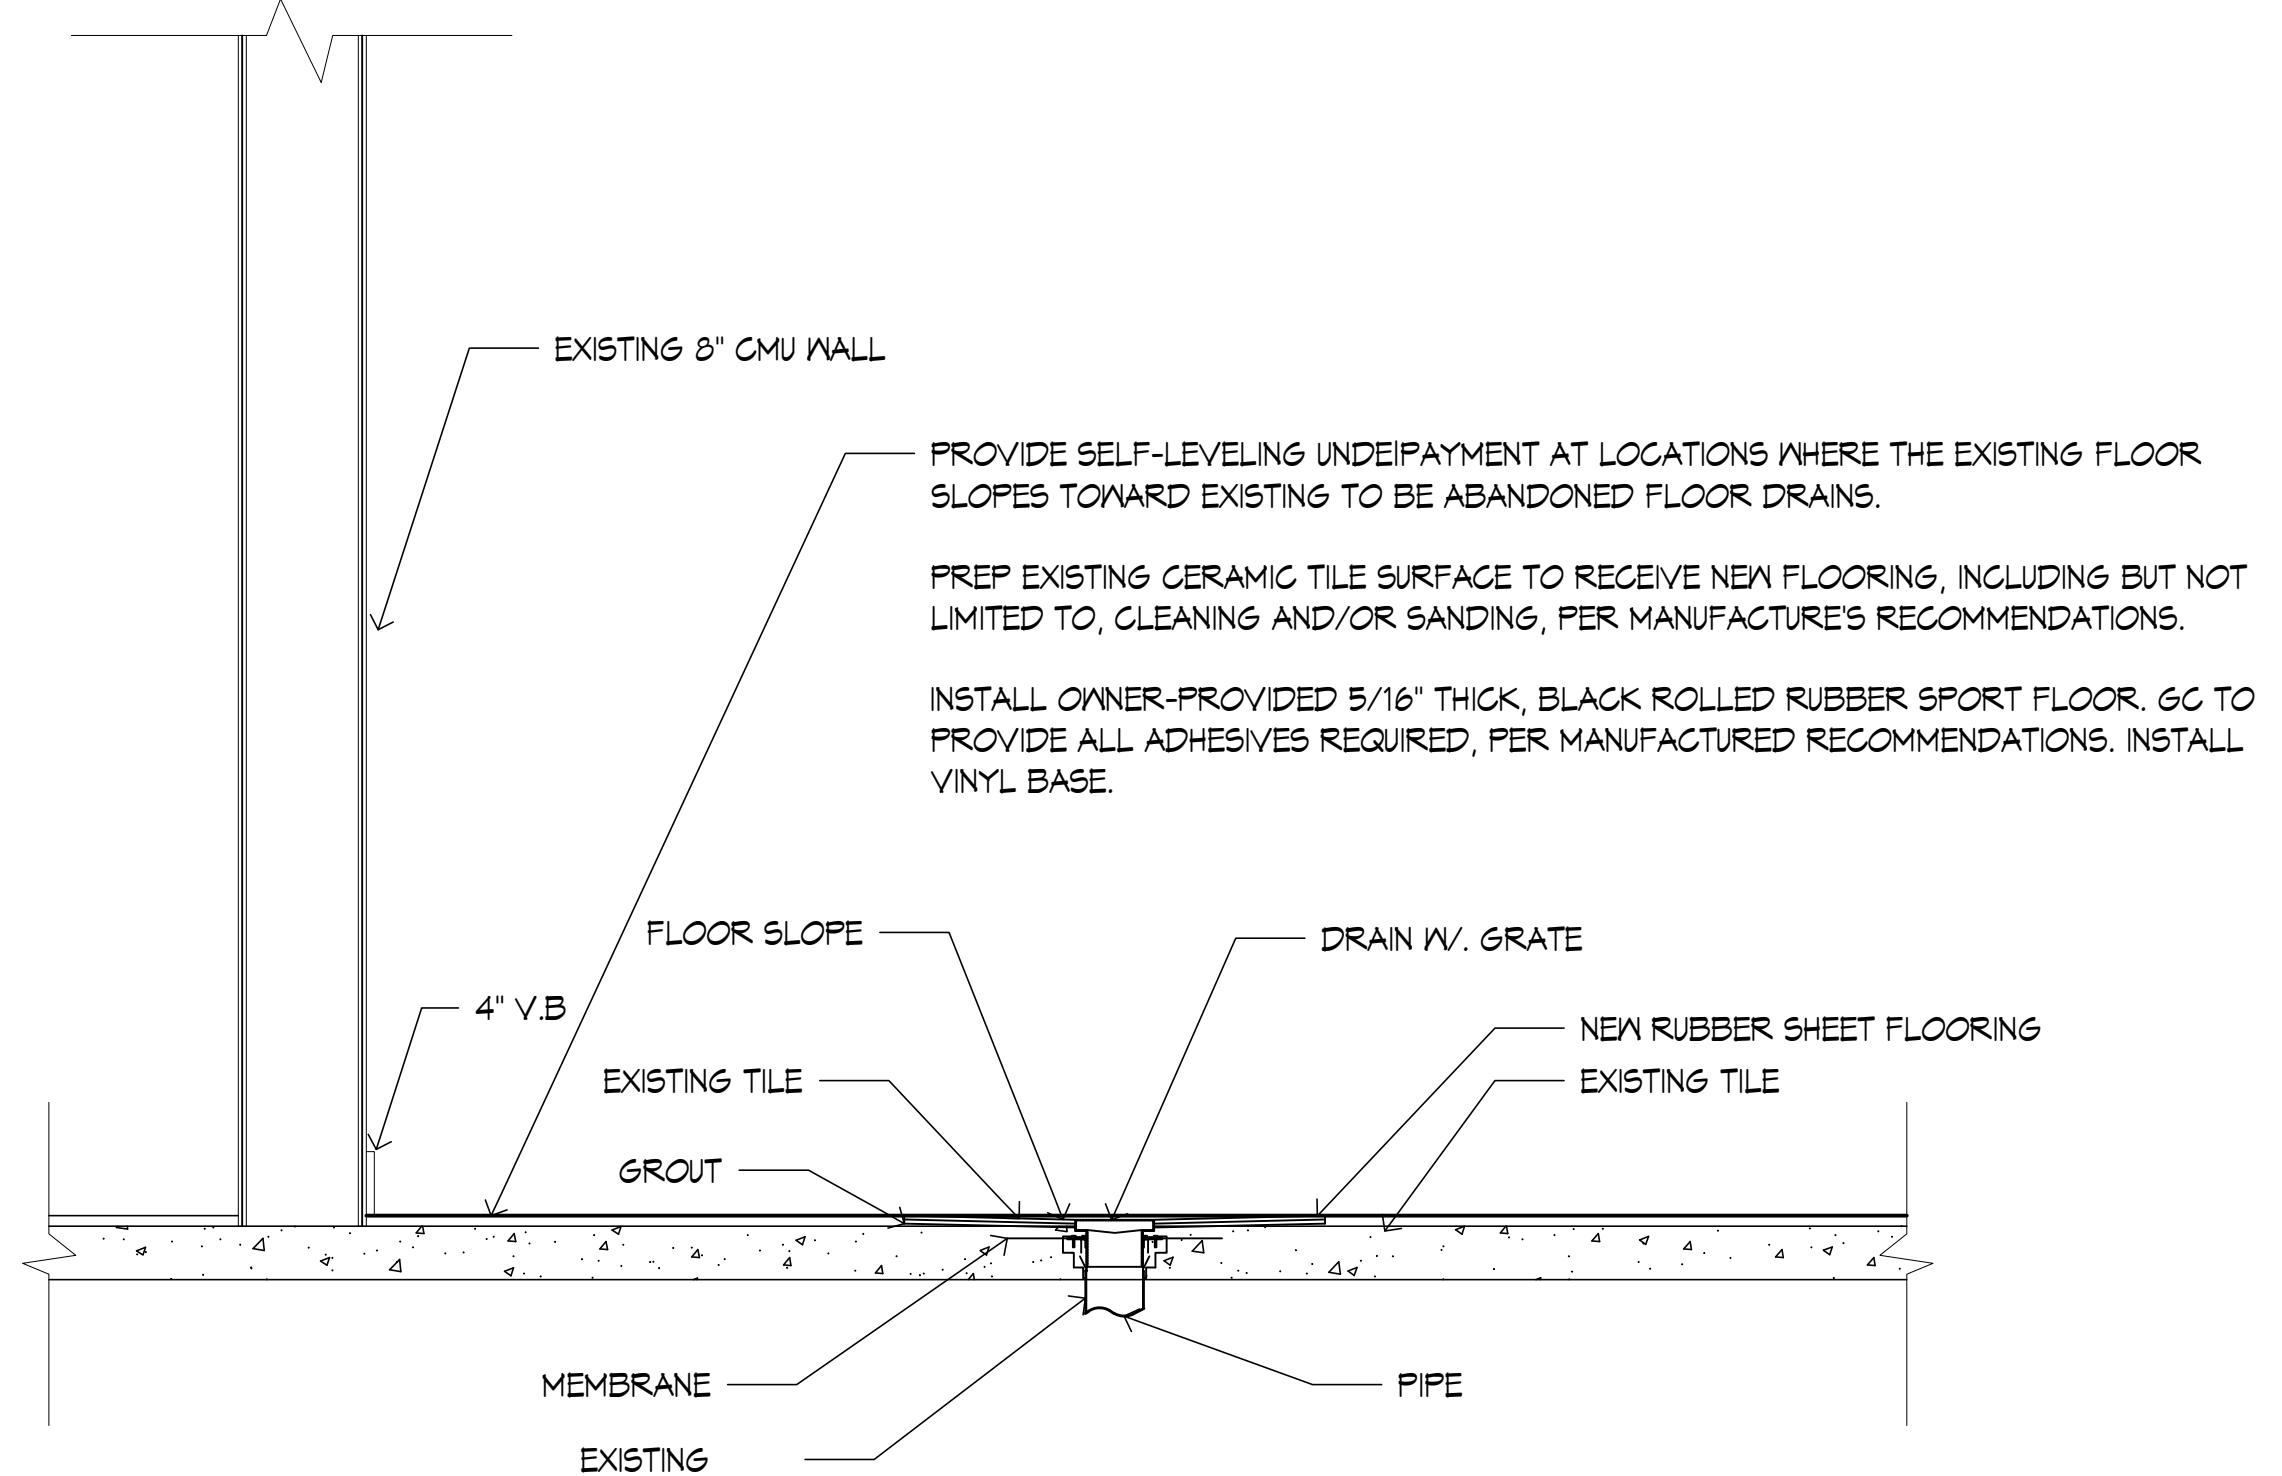 EXISTING 8" CMU WALL
PROVIDE SELF-LEVELING UNDEIPAYMENT AT LOCATIONS WHERE THE EXISTING FLOOR
SLOPES TOWARD EXISTING TO BE ABANDONED FLOOR DRAINS.
PREP EXISTING CERAMIC TILE SURFACE TO RECEIVE NEW FLOORING, INCLUDING BUT NOT
LIMITED TO, CLEANING AND/OR SANDING, PER MANUFACTURE'S RECOMMENDATIONS.
INSTALL OWNER-PROVIDED 5/16" THICK, BLACK ROLLED RUBBER SPORT FLOOR. GC TO
PROVIDE ALL ADHESIVES REQUIRED, PER MANUFACTURED RECOMMENDATIONS. INSTALL
VINYL BASE.
FLOOR SLOPE
DRAIN W/. GRATE
4" V.B
NEW RUBBER SHEET FLOORING
EXISTING TILE
EXISTING TILE
GROUT
MEMBRANE
PIPE
EXISTING